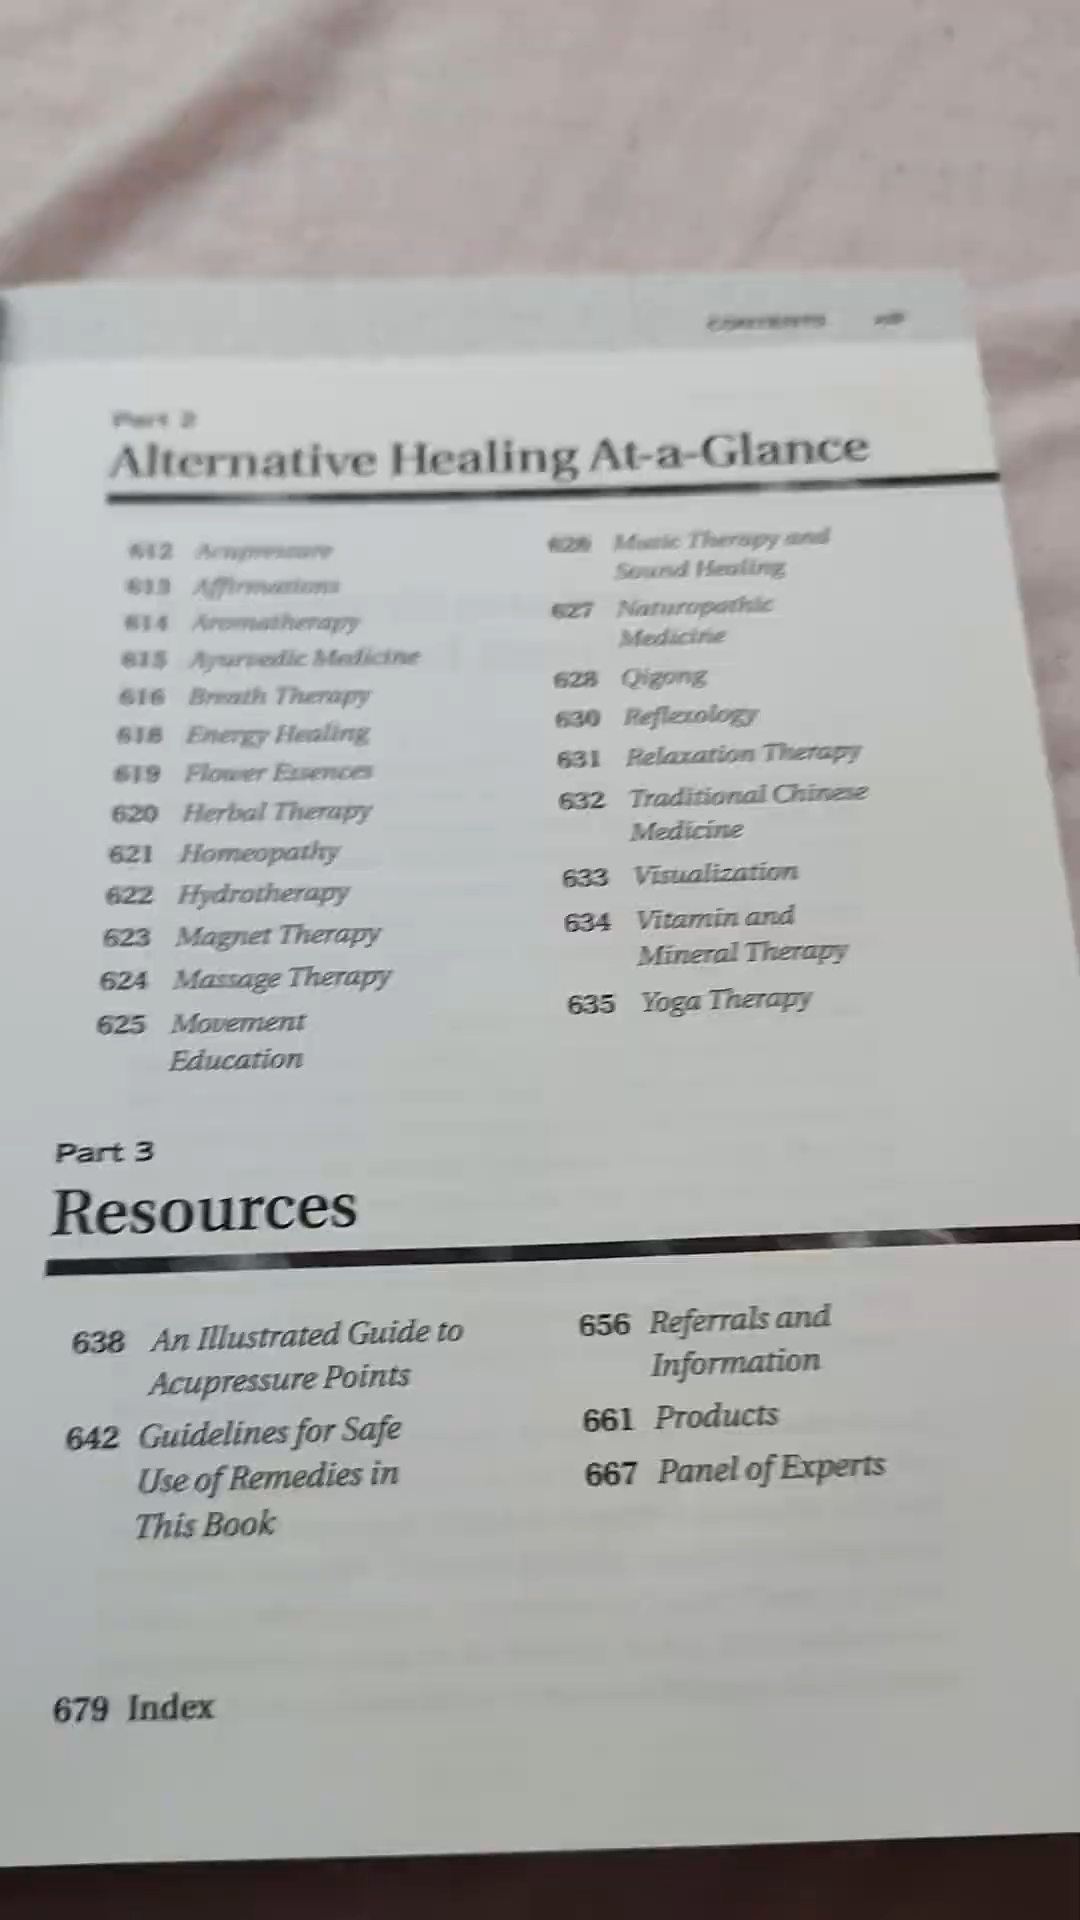 CONTENTS
Part 2
Alternative Healing At-a-Glance
612 Acupressure
613 Affirmations
614 Aromatherapy
615 Ayurvedic Medicine
616 Breath Therapy
618 Energy Healing
619 Flower Essences
620 Herbal Therapy
621 Homeopathy
622 Hydrotherapy
623 Magnet Therapy
624 Massage Therapy
625 Movement
Education
626 Music Therapy and
Sound Healing
627 Naturopathic
Medicine
628 Qigong
630 Reflexology
631 Relaxation Therapy
632 Traditional Chinese
Medicine
633 Visualization
634 Vitamin and
Mineral Therapy
635 Yoga Therapy
Part 3
Resources
638 An Illustrated Guide to
Acupressure Points
642 Guidelines for Safe
Use of Remedies in
This Book
656 Referrals and
Information
661 Products
667 Panel of Experts
679 Index